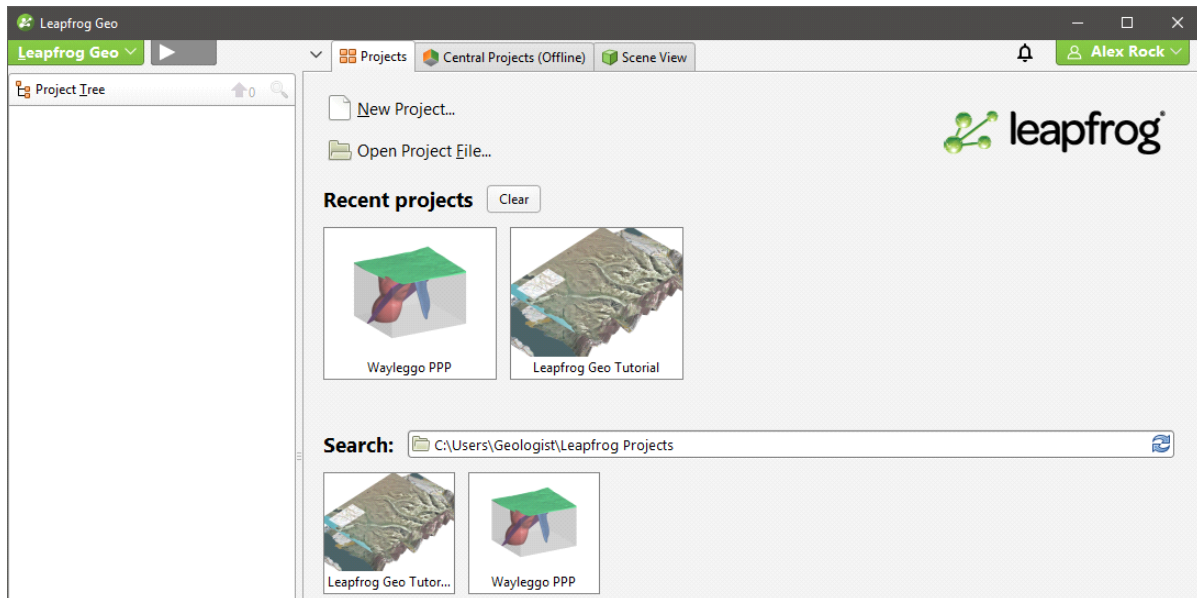 Leapfrog Geo
Leapfrog Geo
Projects
Central Projects (Offline)
Scene View
Alex Rock
Project Tree
0
New Project...
Open Project File...
leapfrog
Recent projects
Clear
Wayleggo PPP
Leapfrog Geo Tutorial
Search:
C:\Users\Geologist\Leapfrog Projects
Leapfrog Geo Tutor...
Wayleggo PPP